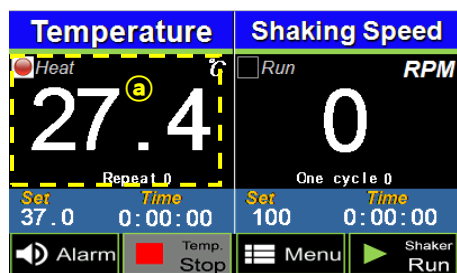 Temperature
Shaking Speed
Heat ℃
Run RPM
ⓐ
27.4
0
Repeat 0
One cycle 0
Set Time
Set Time
37.0 0:00:00
100 0:00:00
Alarm
Temp.
Stop
Menu
Shaker
Run